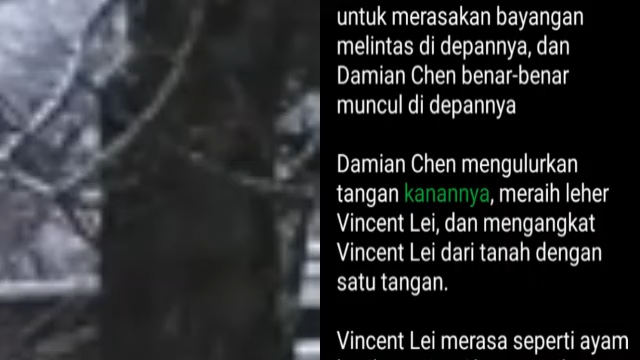 untuk merasakan bayangan
melintas di depannya, dan
Damian Chen benar-benar
muncul di depannya
Damian Chen mengulurkan
tangan kanannya, meraih leher
Vincent Lei, dan mengangkat
Vincent Lei dari tanah dengan
satu tangan.
Vincent Lei merasa seperti ayam